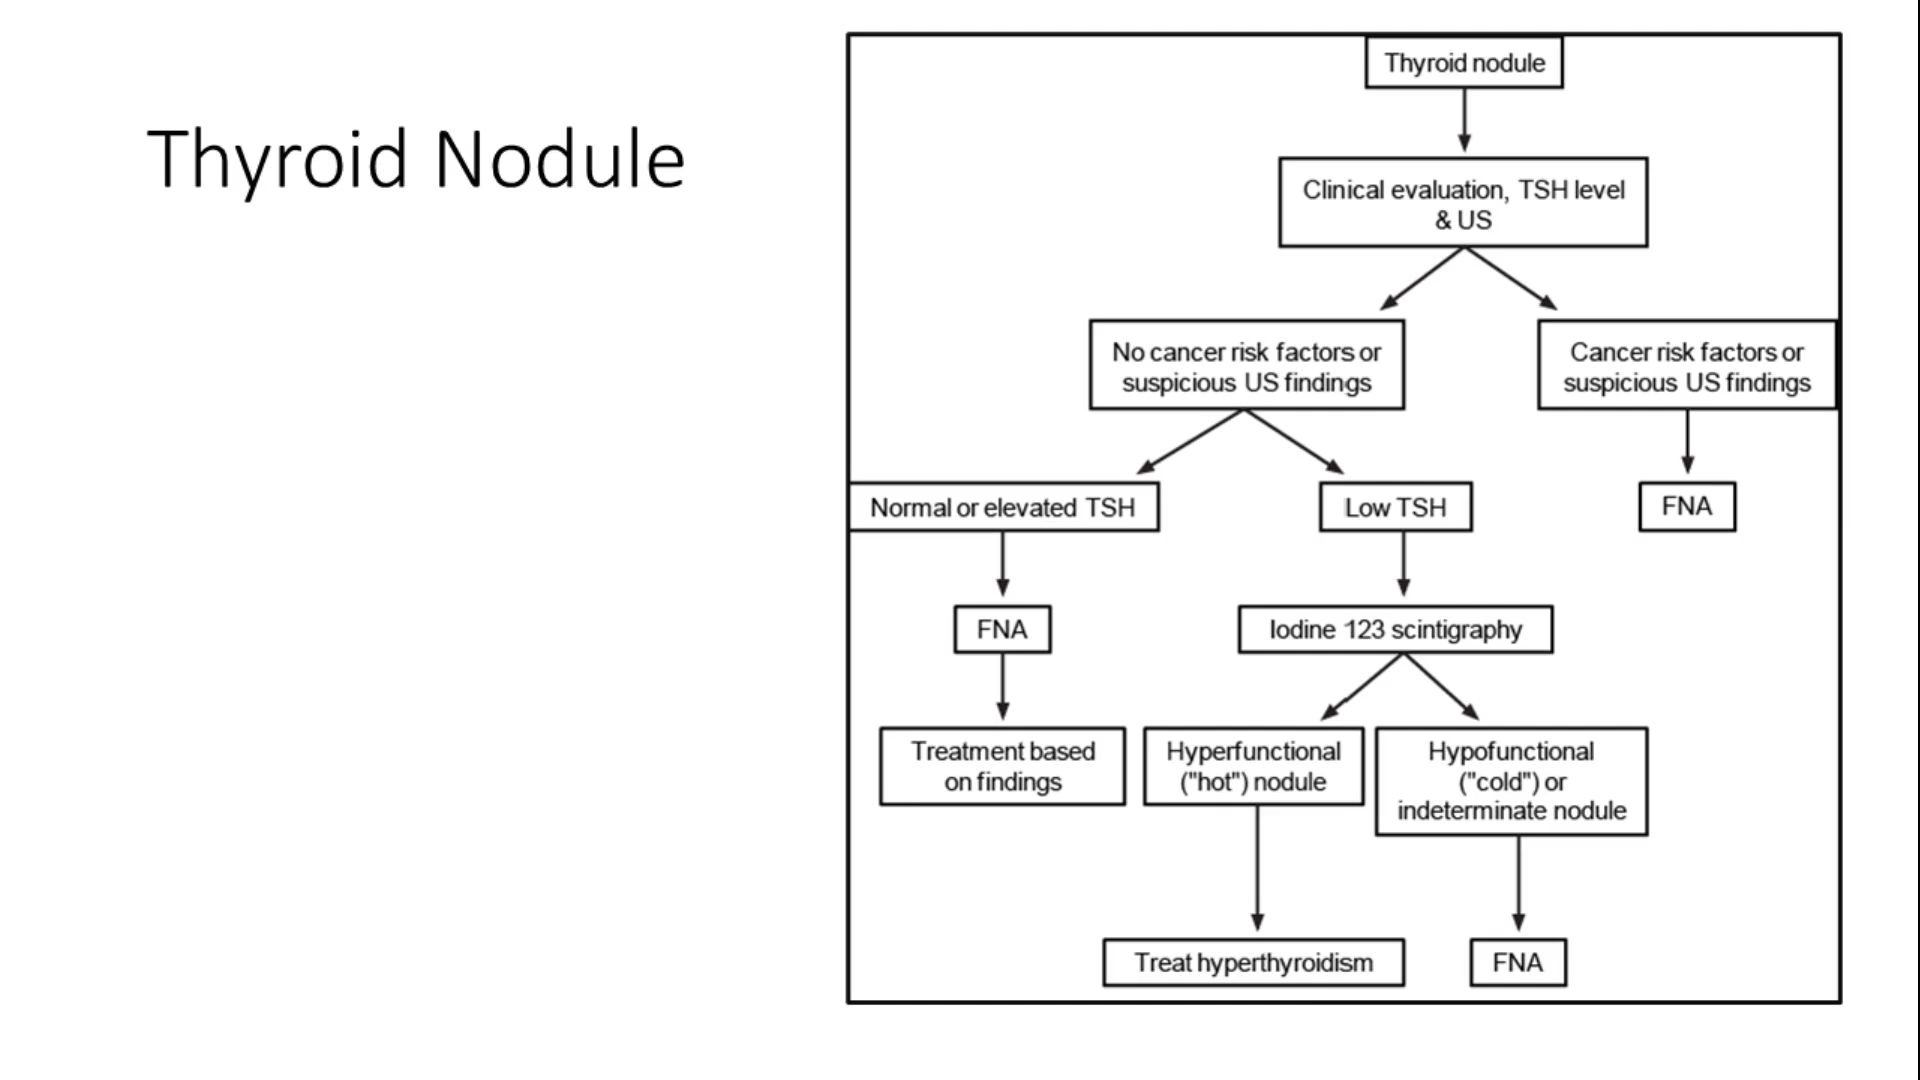 Thyroid Nodule
Thyroid nodule
Clinical evaluation, TSH level
& US
No cancer risk factors or
suspicious US findings
Cancer risk factors or
suspicious US findings
Normal or elevated TSH
Low TSH
FNA
FNA
Iodine 123 scintigraphy
Treatment based
on findings
Hyperfunctional
("hot") nodule
Hypofunctional
("cold") or
indeterminate nodule
Treat hyperthyroidism
FNA